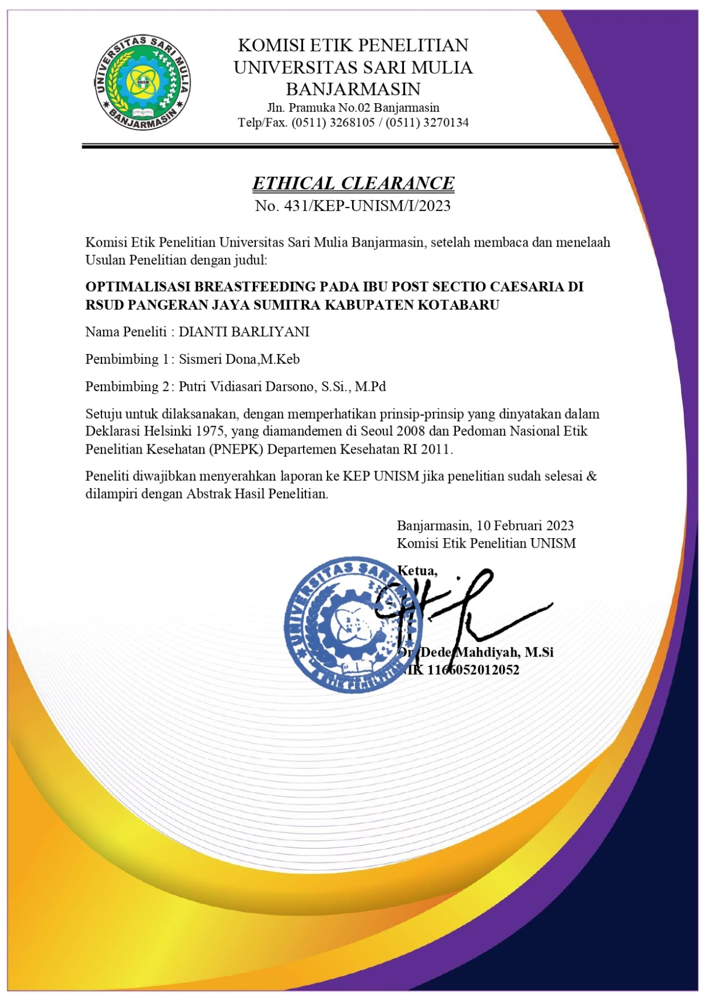 UNIVERSITAS SARI MULIA
BANJARMASIN
UNISM
KOMISI ETIK PENELITIAN
UNIVERSITAS SARI MULIA
BANJARMASIN
Jln. Pramuka No.02 Banjarmasin
Telp/Fax. (0511) 3268105 / (0511) 3270134
ETHICAL CLEARANCE
No. 431/KEP-UNISM/I/2023
Komisi Etik Penelitian Universitas Sari Mulia Banjarmasin, setelah membaca dan menelaah
Usulan Penelitian dengan judul:
OPTIMALISASI BREASTFEEDING PADA IBU POST SECTIO CAESARIA DI
RSUD PANGERAN JAYA SUMITRA KABUPATEN KOTABARU
Nama Peneliti : DIANTI BARLIYANI
Pembimbing 1 : Sismeri Dona,M.Keb
Pembimbing 2 : Putri Vidiasari Darsono, S.Si., M.Pd
Setuju untuk dilaksanakan, dengan memperhatikan prinsip-prinsip yang dinyatakan dalam
Deklarasi Helsinki 1975, yang diamandemen di Seoul 2008 dan Pedoman Nasional Etik
Penelitian Kesehatan (PNEPK) Departemen Kesehatan RI 2011.
Peneliti diwajibkan menyerahkan laporan ke KEP UNISM jika penelitian sudah selesai &
dilampiri dengan Abstrak Hasil Penelitian.
Banjarmasin, 10 Februari 2023
Komisi Etik Penelitian UNISM
Ketua,
UNIVERSITAS SARI MULIA
ETIK PENELITIAN
Dr. Dede Mahdiyah, M.Si
NIK 1166052012052